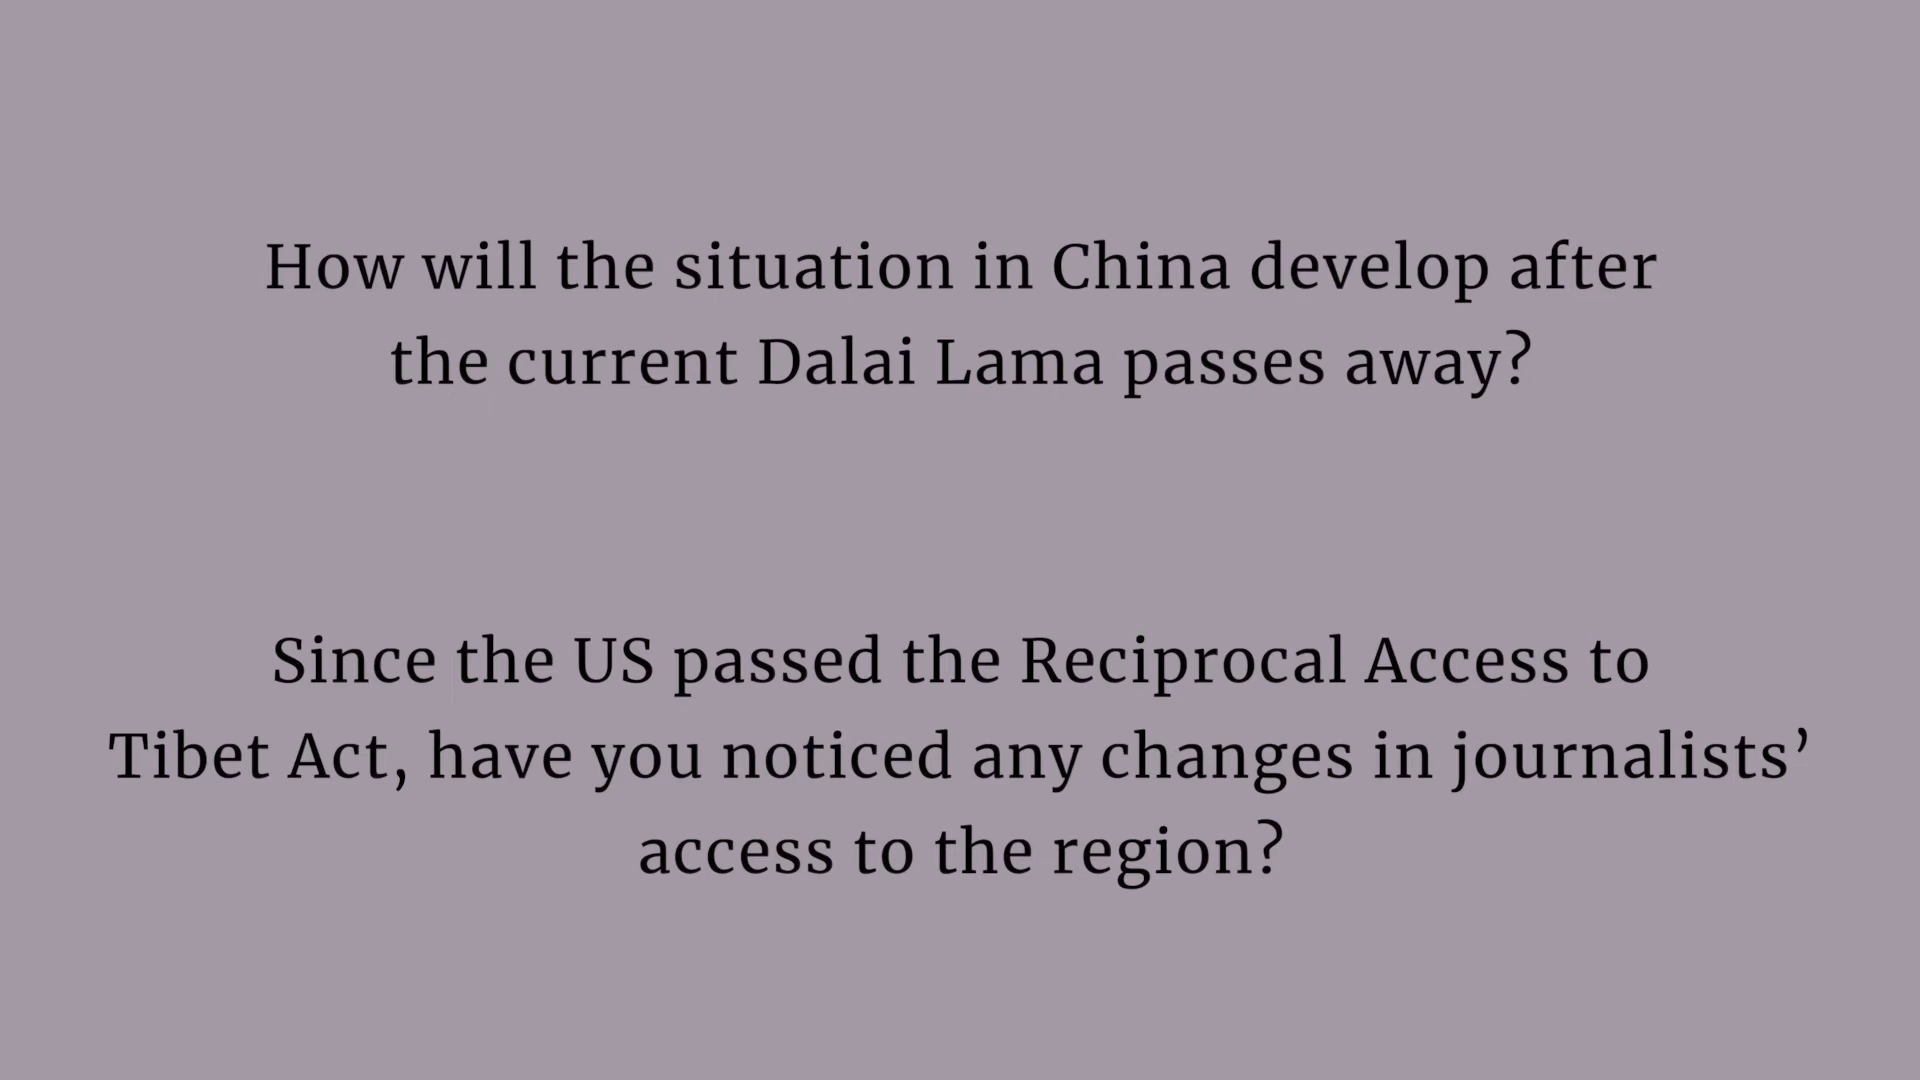 How will the situation in China develop after
the current Dalai Lama passes away?
Since the US passed the Reciprocal Access to
Tibet Act, have you noticed any changes in journalists’
access to the region?